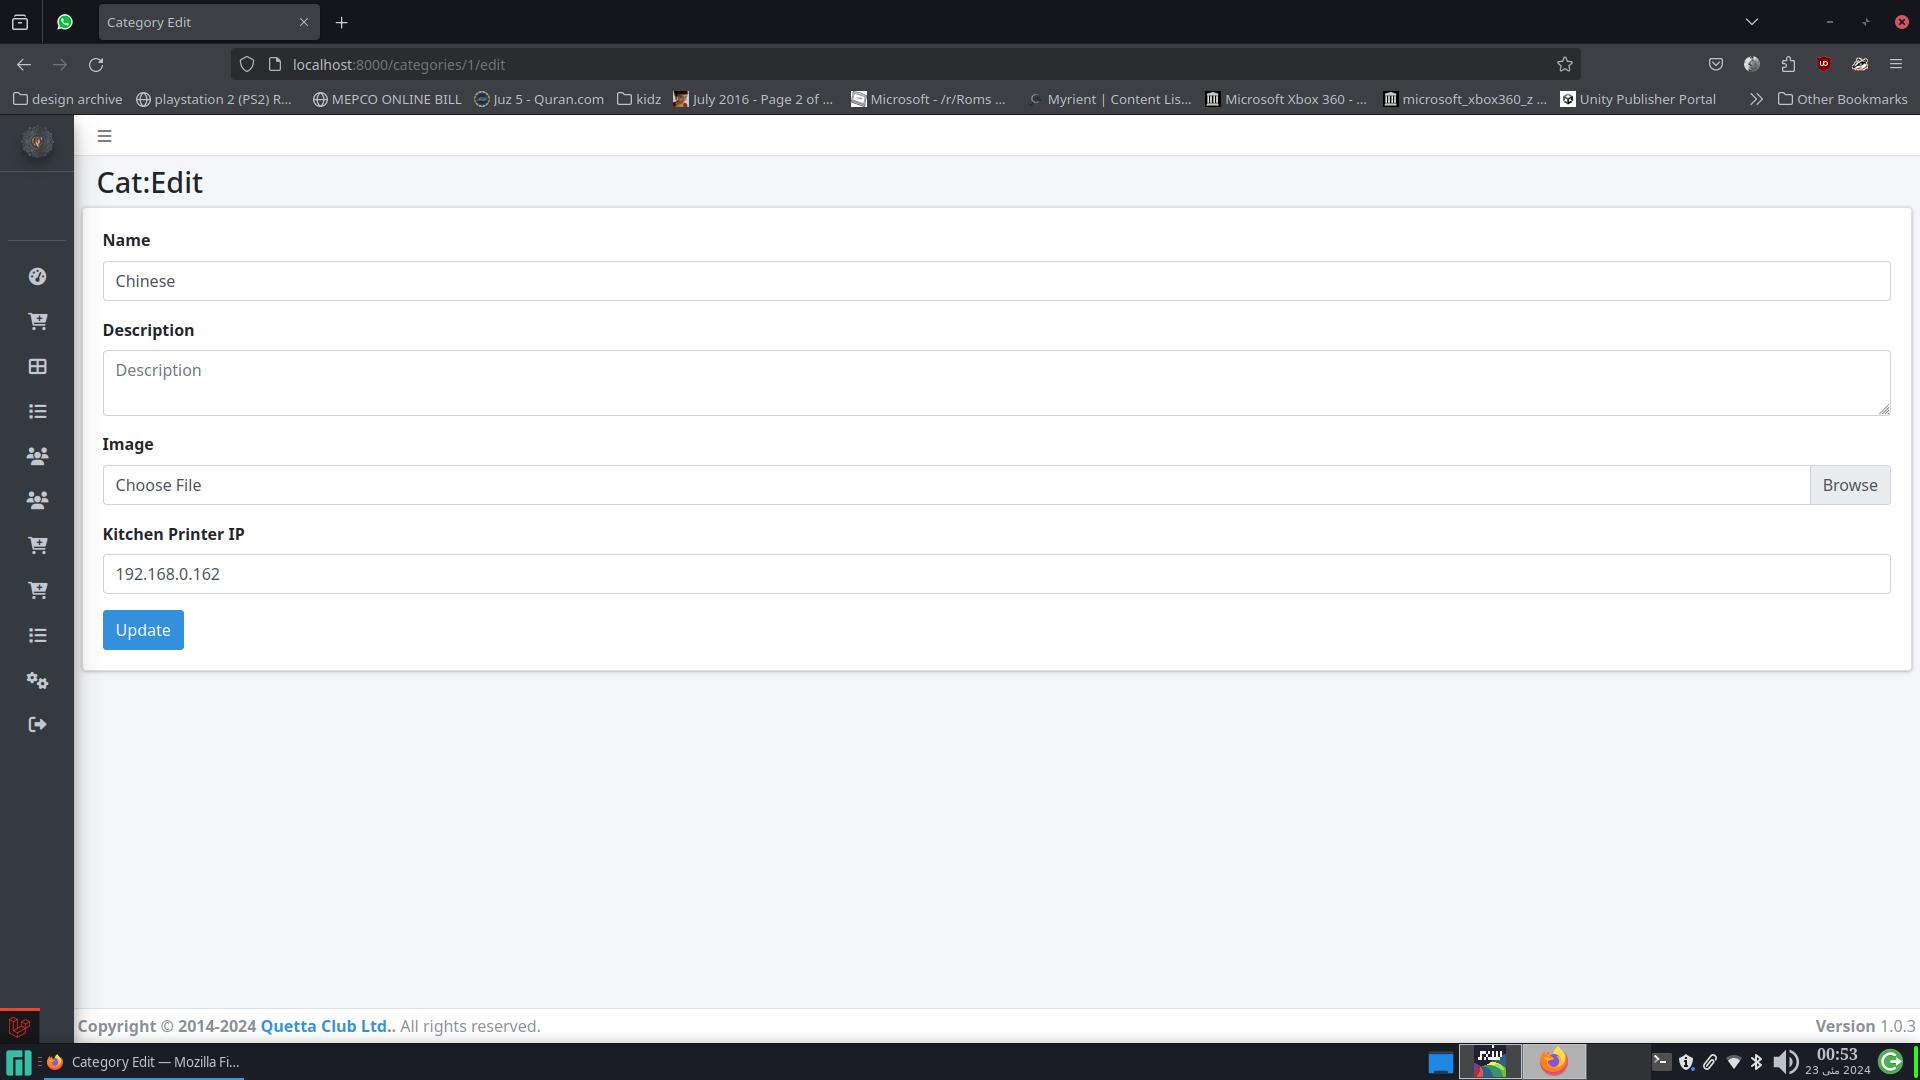 Category Edit
localhost:8000/categories/1/edit
design archive playstation 2 (PS2) R... MEPCO ONLINE BILL Juz 5 - Quran.com kidz July 2016 - Page 2 of ... Microsoft - /r/Roms ... Myrient | Content Lis... Microsoft Xbox 360 - ... microsoft_xbox360_z ... Unity Publisher Portal Other Bookmarks
Cat:Edit
Name
Chinese
Description
Description
Image
Choose File Browse
Kitchen Printer IP
192.168.0.162
Update
Copyright © 2014-2024 Quetta Club Ltd.. All rights reserved. Version 1.0.3
Category Edit — Mozilla Fi...
00:53
23 مئی 2024